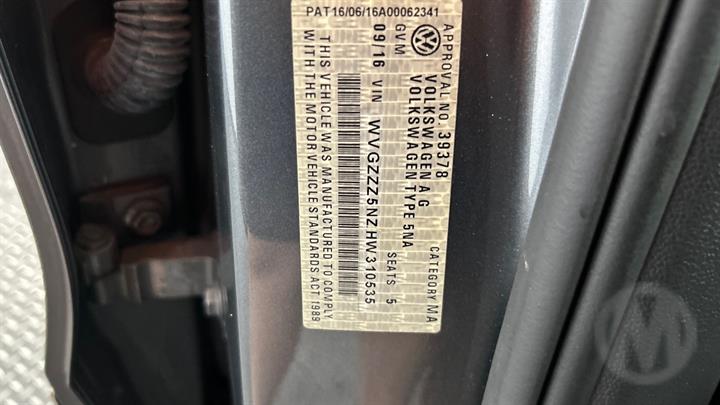 APPROVAL NO. 39378 CATEGORY MA
VOLKSWAGEN AG
VOLKSWAGEN TYPE 5NA
GVM SEATS 5
09/16 VIN WVGZZZ5NZHW310535
THIS VEHICLE WAS MANUFACTURED TO COMPLY
WITH THE MOTOR VEHICLE STANDARDS ACT 1989
PAT16/06/16A00062341
M